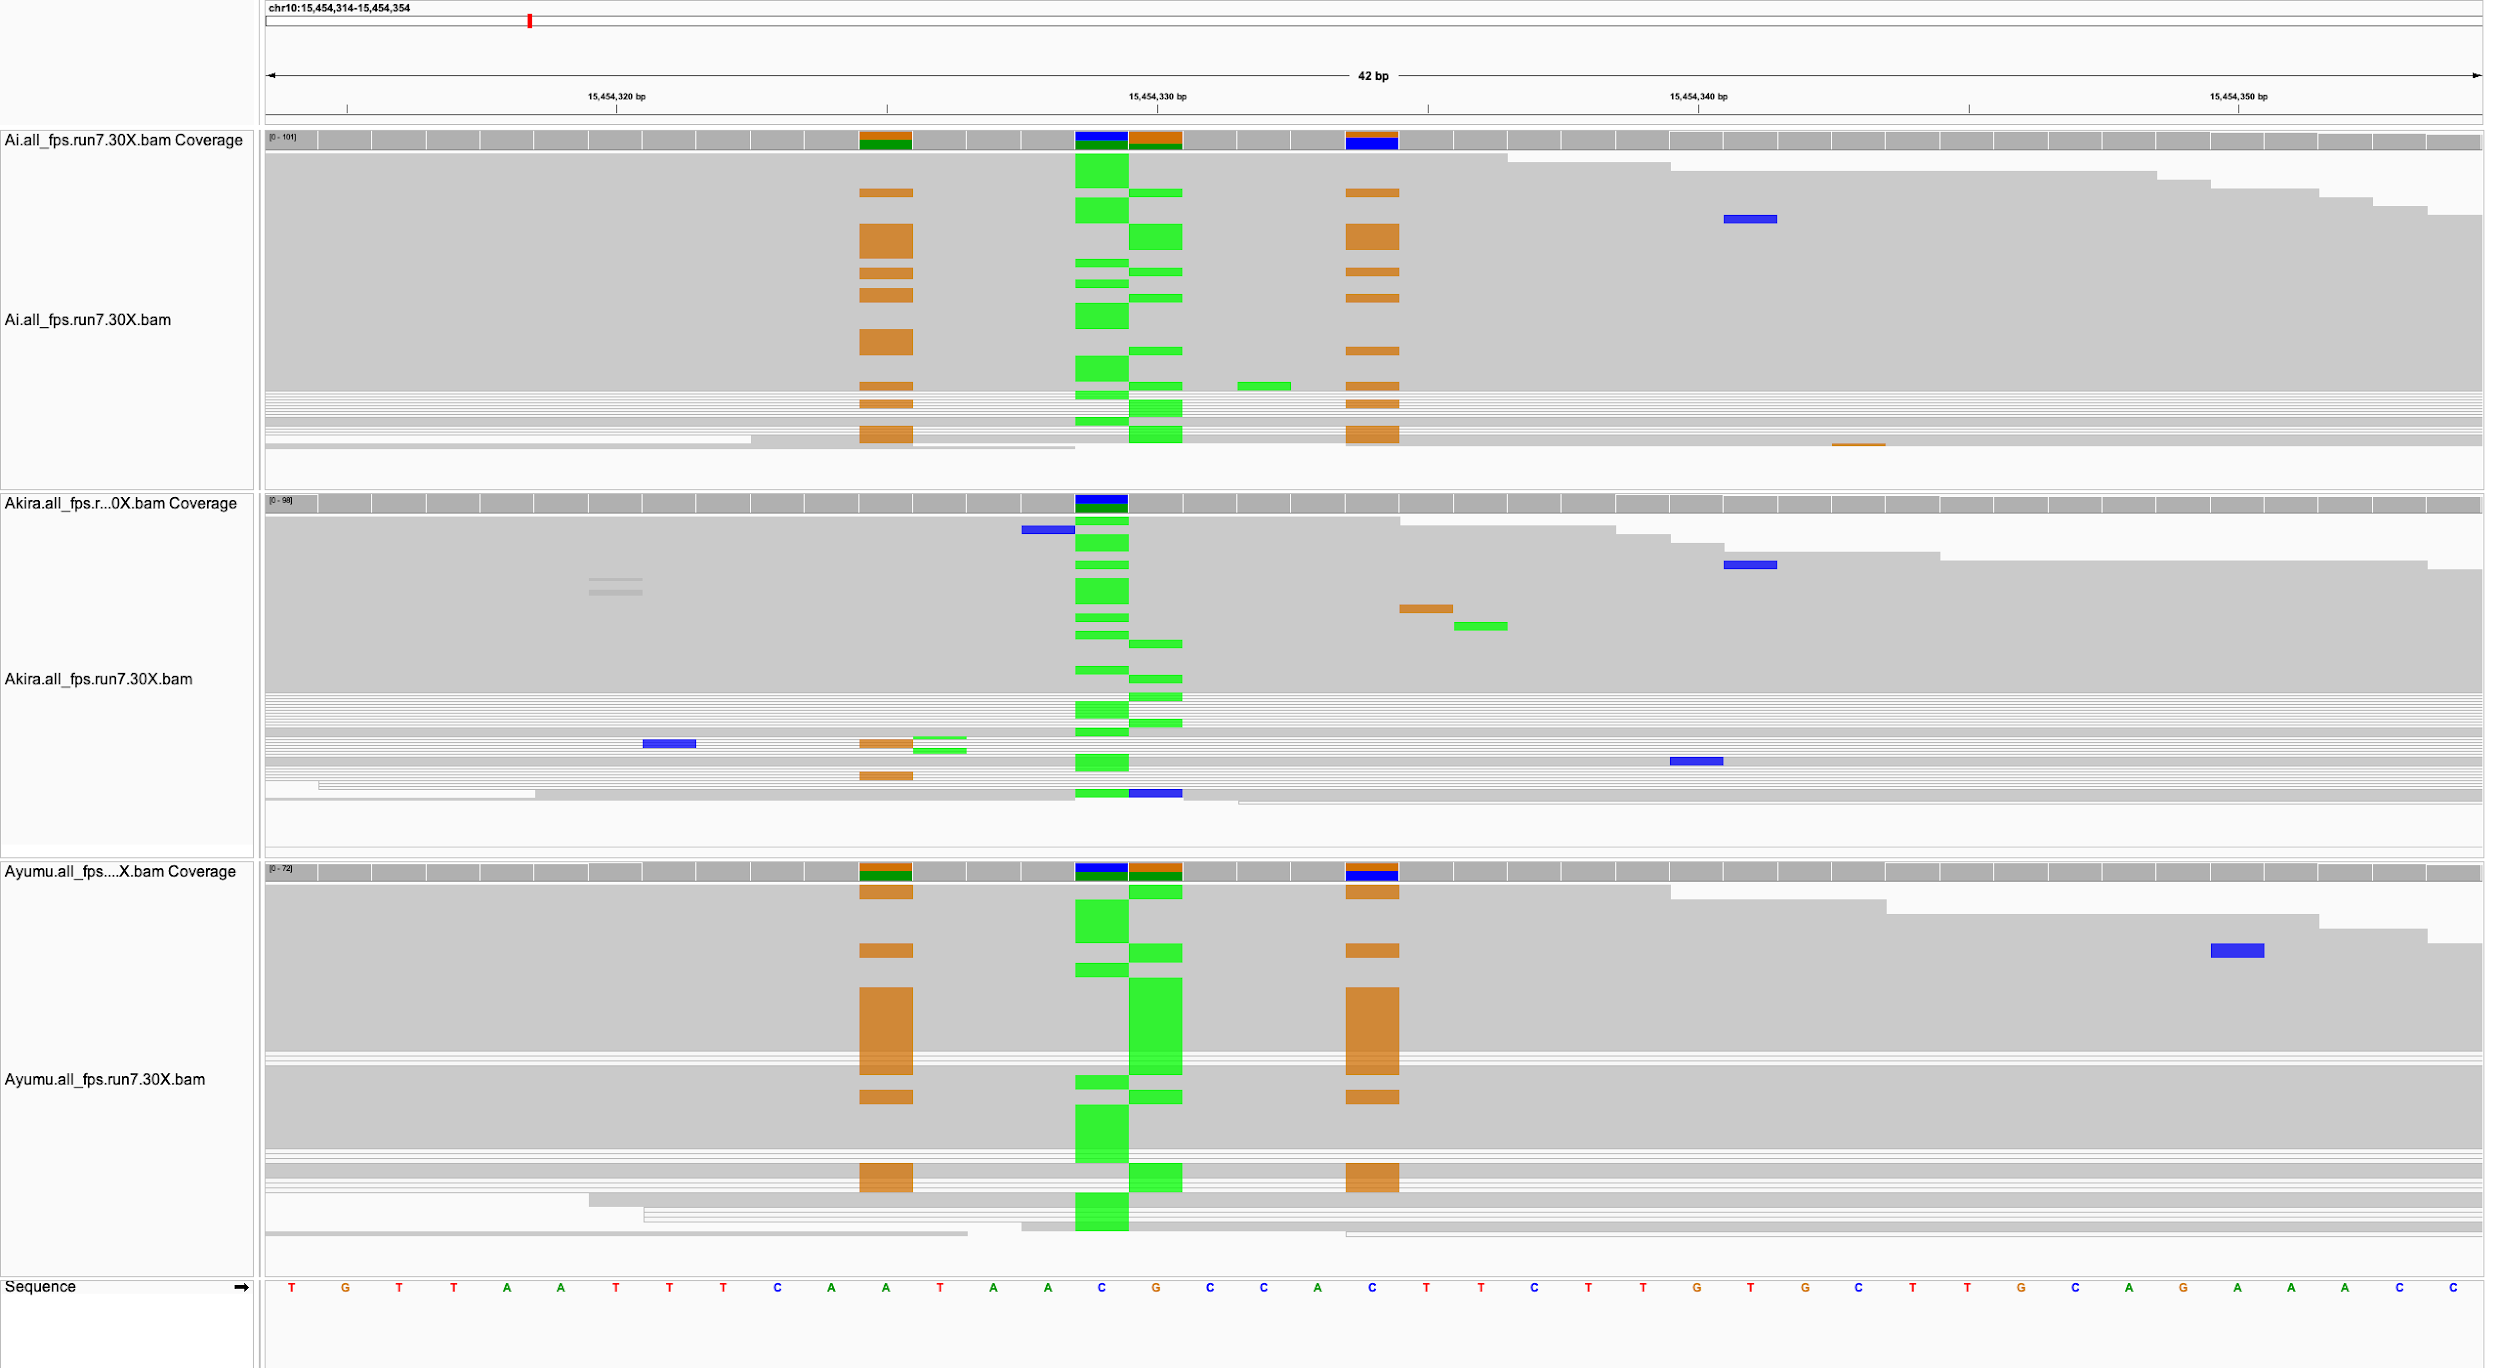 chr10:15,454,314-15,454,354
42 bp
15,454,320 bp 15,454,330 bp 15,454,340 bp 15,454,350 bp
Ai.all_fps.run7.30X.bam Coverage [0 - 101]
Ai.all_fps.run7.30X.bam
Akira.all_fps.r...0X.bam Coverage [0 - 98]
Akira.all_fps.run7.30X.bam
Ayumu.all_fps....X.bam Coverage [0 - 72]
Ayumu.all_fps.run7.30X.bam
Sequence T G T T A A T T T C A A T A A C G C C A C T T C T T G T G C T T G C A G A A A C C